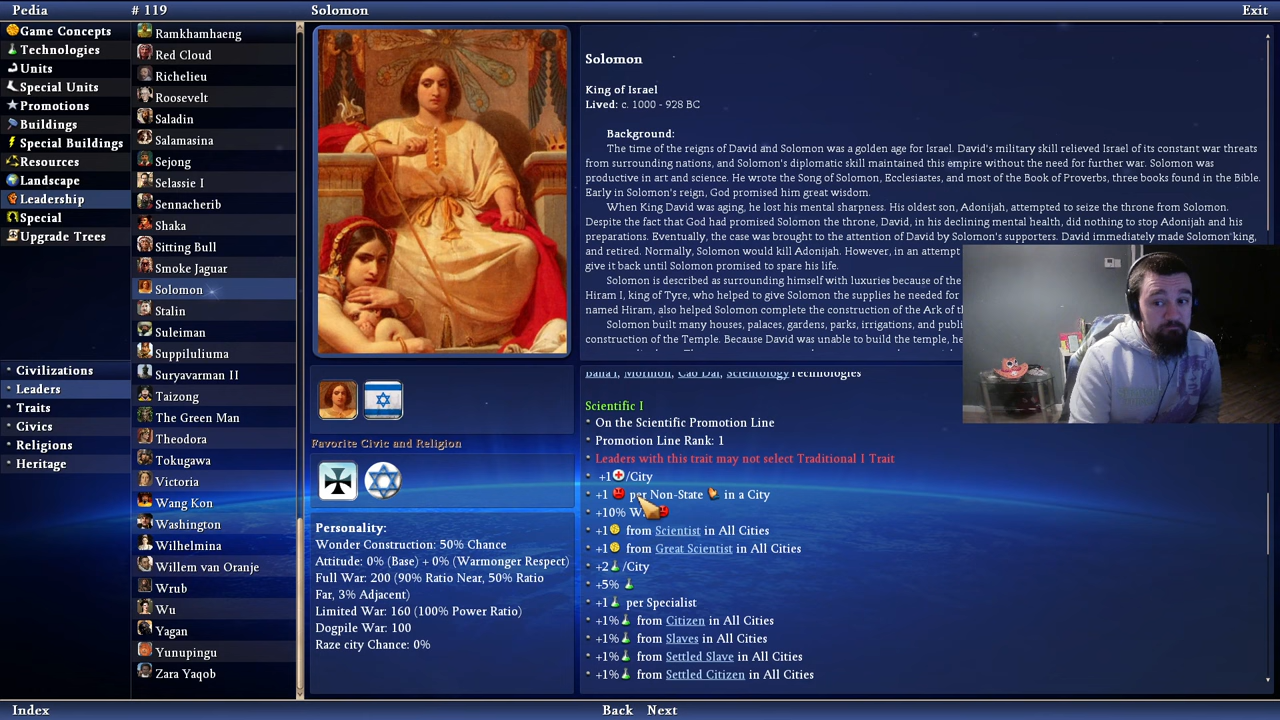 Pedia
# 119
Solomon
Exit
Game Concepts
Technologies
Units
Special Units
Promotions
Buildings
Special Buildings
Resources
Landscape
Leadership
Special
Upgrade Trees
Civilizations
Leaders
Traits
Civics
Religions
Heritage
Ramkhamhaeng
Red Cloud
Richelieu
Roosevelt
Saladin
Salamasina
Sejong
Selassie I
Sennacherib
Shaka
Sitting Bull
Smoke Jaguar
Solomon
Stalin
Suleiman
Suppiluliuma
Suryavarman II
Taizong
The Green Man
Theodora
Tokugawa
Victoria
Wang Kon
Washington
Wilhelmina
Willem van Oranje
Wrub
Wu
Yagan
Yunupingu
Zara Yaqob
Favorite Civic and Religion
Personality:
Wonder Construction: 50% Chance
Attitude: 0% (Base) + 0% (Warmonger Respect)
Full War: 200 (90% Ratio Near, 50% Ratio
Far, 3% Adjacent)
Limited War: 160 (100% Power Ratio)
Dogpile War: 100
Raze city Chance: 0%
Solomon
King of Israel
Lived: c. 1000 - 928 BC
Background:
The time of the reigns of David and Solomon was a golden age for Israel. David's military skill relieved Israel of its constant war threats
from surrounding nations, and Solomon's diplomatic skill maintained this empire without the need for further war. Solomon was
productive in art and science. He wrote the Song of Solomon, Ecclesiastes, and most of the Book of Proverbs, three books found in the Bible.
Early in Solomon's reign, God promised him great wisdom.
When King David was aging, he lost his mental sharpness. His oldest son, Adonijah, attempted to seize the throne from Solomon.
Despite the fact that God had promised Solomon the throne, David, in his declining mental health, did nothing to stop Adonijah and his
preparations. Eventually, the case was brought to the attention of David by Solomon's supporters. David immediately made Solomon king,
and retired. Normally, Solomon would kill Adonijah. However, in an attempt
give it back until Solomon promised to spare his life.
Solomon is described as surrounding himself with luxuries because of the
Hiram I, king of Tyre, who helped to give Solomon the supplies he needed for
named Hiram, also helped Solomon complete the construction of the Ark of
Solomon built many houses, palaces, gardens, parks, irrigations, and publi
construction of the Temple. Because David was unable to build the temple, he
Baha'i, Mormon, Cao Dai, Scientology Technologies
Scientific I
On the Scientific Promotion Line
Promotion Line Rank: 1
Leaders with this trait may not select Traditional I Trait
+1/City
+1 per Non-State in a City
+10% W
+1 from Scientist in All Cities
+1 from Great Scientist in All Cities
+2/City
+5%
+1 per Specialist
+1% from Citizen in All Cities
+1% from Slaves in All Cities
+1% from Settled Slave in All Cities
+1% from Settled Citizen in All Cities
Index
Back
Next